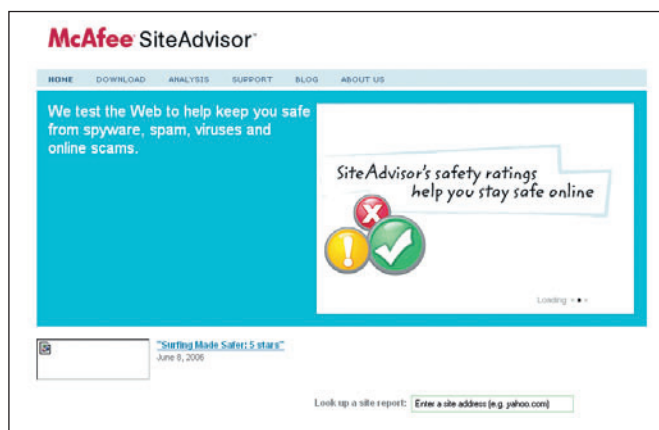 McAfee SiteAdvisor™
HOME DOWNLOAD ANALYSIS SUPPORT BLOG ABOUT US
We test the Web to help keep you safe
from spyware, spam, viruses and
online scams.
SiteAdvisor's safety ratings
help you stay safe online
Loading
"Surfing Made Safer: 5 stars"
June 8, 2006
Look up a site report: Enter a site address (e.g. yahoo.com)